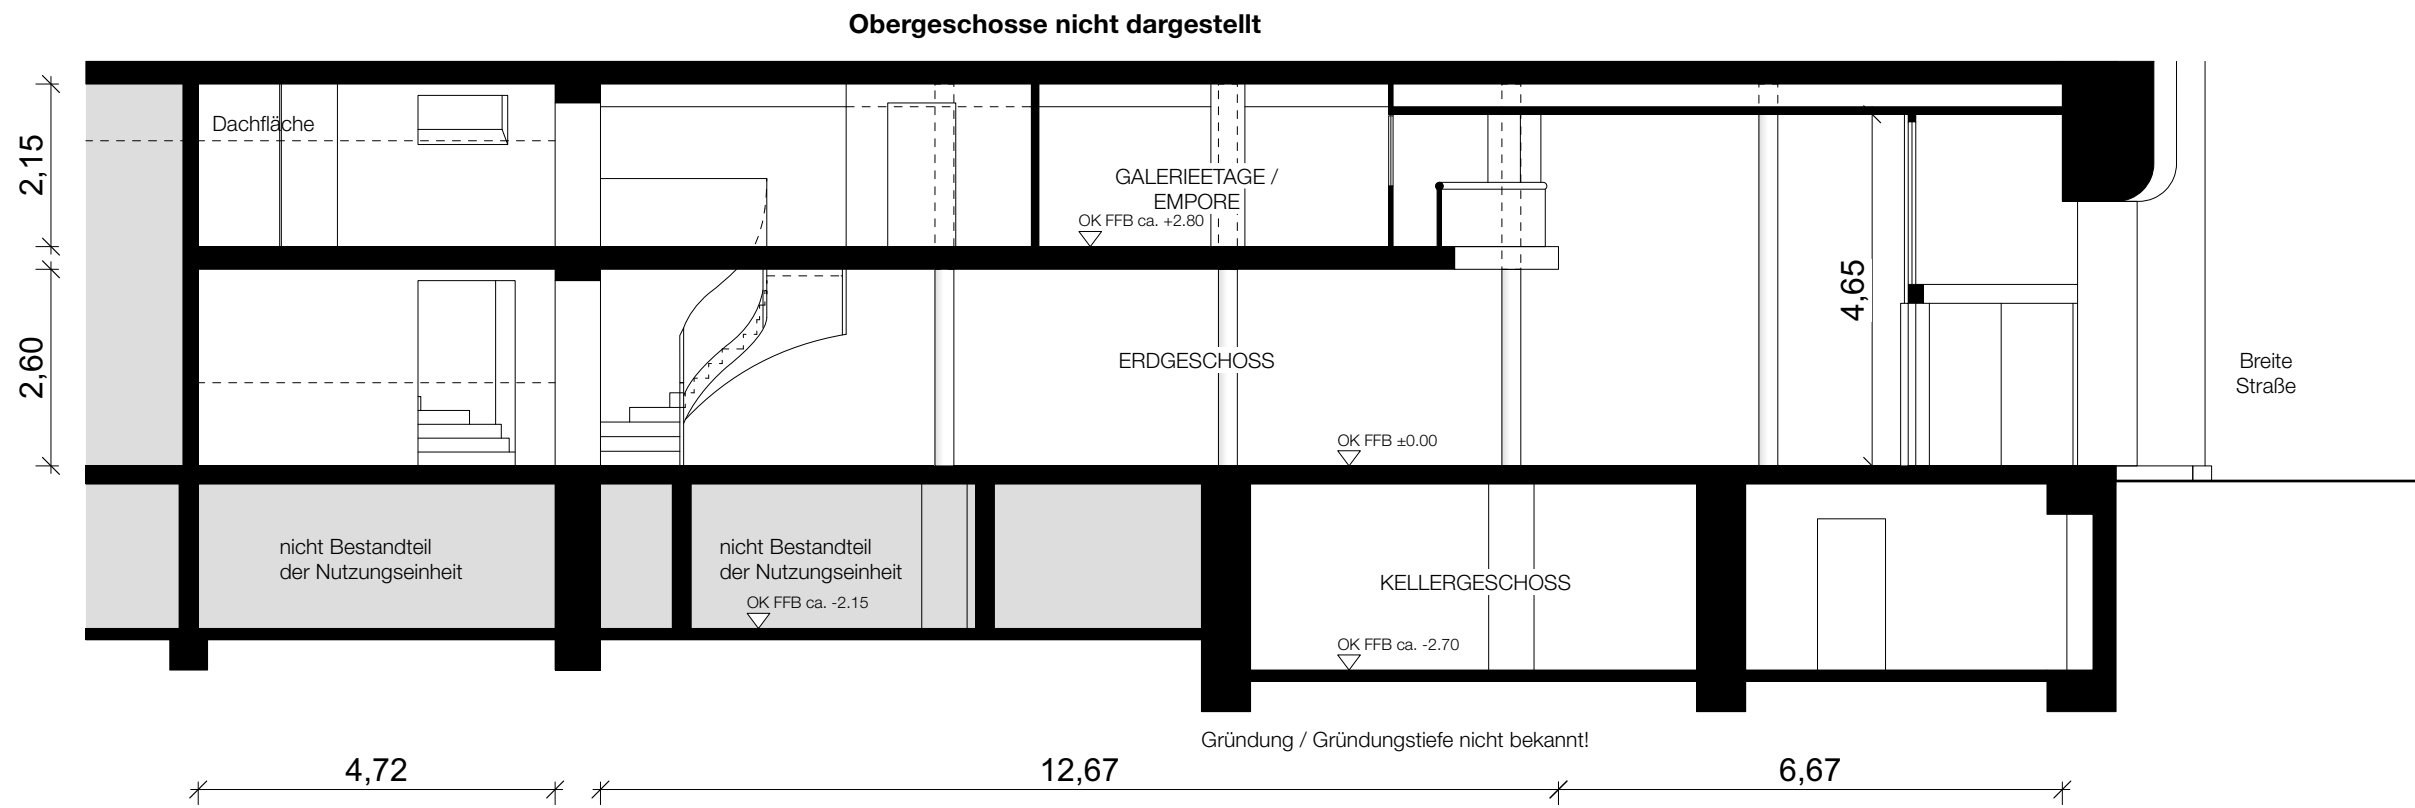 Obergeschosse nicht dargestellt
2,15
Dachfläche
GALERIEETAGE /
EMPORE
OK FFB ca. +2.80
4,65
2,60
ERDGESCHOSS
Breite
Straße
OK FFB ±0.00
nicht Bestandteil
der Nutzungseinheit
nicht Bestandteil
der Nutzungseinheit
OK FFB ca. -2.15
KELLERGESCHOSS
OK FFB ca. -2.70
Gründung / Gründungstiefe nicht bekannt!
4,72
12,67
6,67